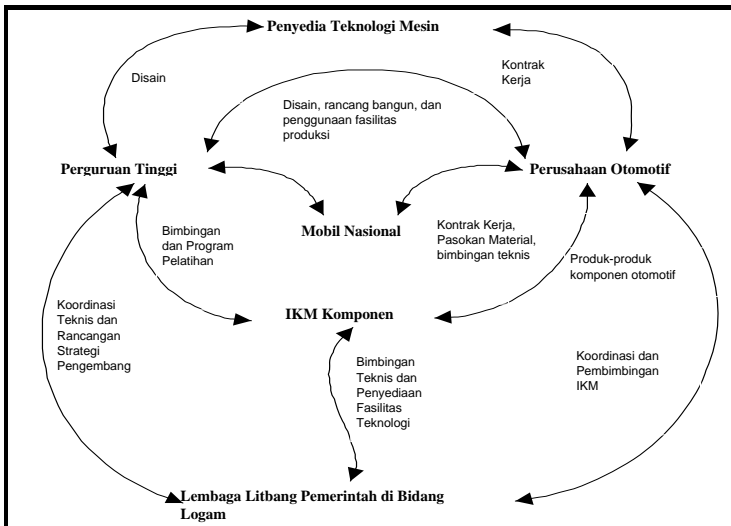 Penyedia Teknologi Mesin
Disain
Kontrak
Kerja
Disain, rancang bangun, dan
penggunaan fasilitas
produksi
Perguruan Tinggi
Perusahaan Otomotif
Mobil Nasional
Bimbingan
dan Program
Pelatihan
Kontrak Kerja,
Pasokan Material,
bimbingan teknis
Produk-produk
komponen otomotif
Koordinasi
Teknis dan
Rancangan
Strategi
Pengembang
IKM Komponen
Bimbingan
Teknis dan
Penyediaan
Fasilitas
Teknologi
Koordinasi dan
Pembimbingan
IKM
Lembaga Litbang Pemerintah di Bidang
Logam